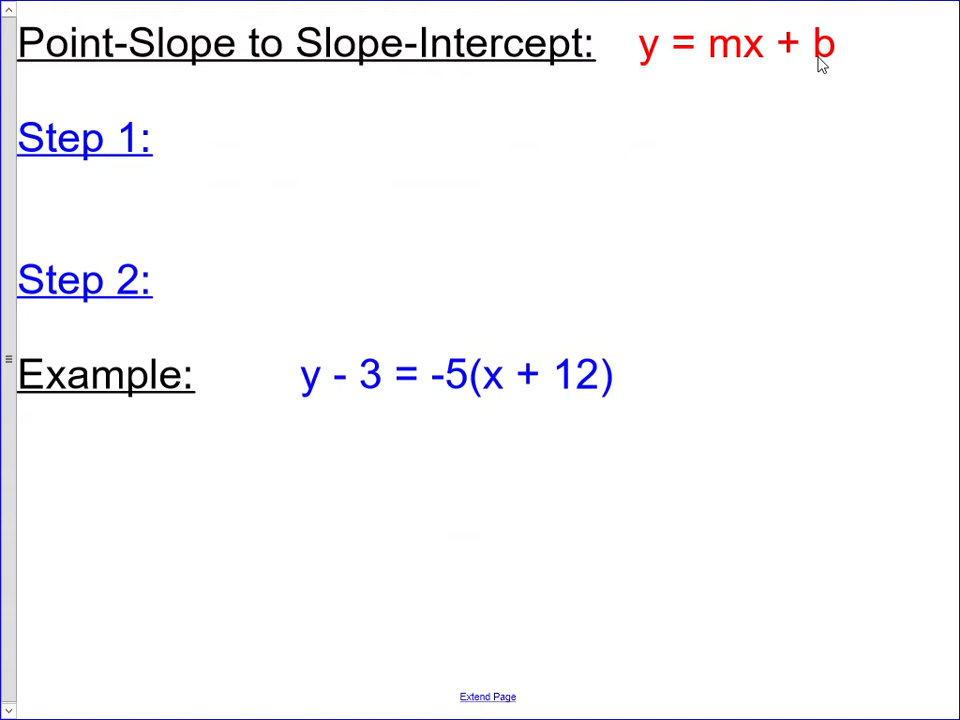 Point-Slope to Slope-Intercept: y = mx + b
Step 1:
Step 2:
Example: y - 3 = -5(x + 12)
Extend Page